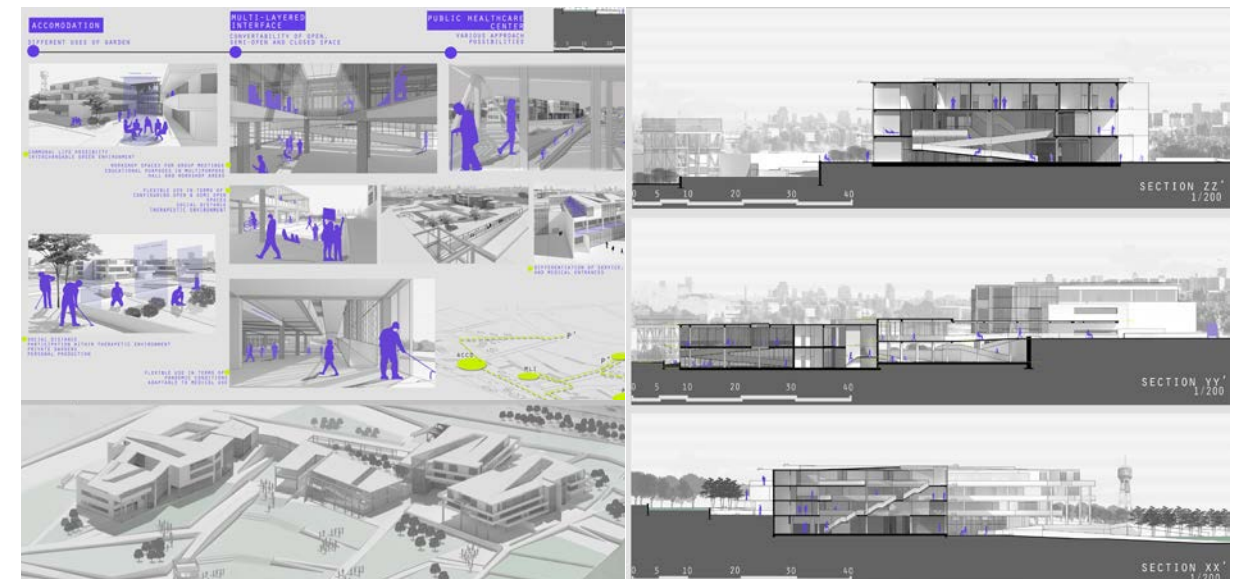 ACCOMODATION
DIFFERENT USES OF GARDEN
MULTI-LAYERED
INTERFACE
CONVERTABILITY OF OPEN,
SEMI-OPEN AND CLOSED SPACE
PUBLIC HEALTHCARE
CENTER
VARIOUS APPROACH
POSSIBILITIES
0 5 10 20
COMMUNAL LIFE POSSIBILITY
INTERCHANGABLE GREEN ENVIRONMENT
WORKSHOP SPACES FOR GROUP MEETINGS
EDUCATIONAL PURPOSES IN MULTIPURPOSE
HALL AND WORKSHOP AREAS
FLEXIBLE USE IN TERMS OF
CONFIGURING OPEN & SEMI OPEN
SPACES
SOCIAL DISTANCE
THERAPEUTIC ENVIRONMENT
DIFFERENTIATION OF SERVICE,
AND MEDICAL ENTRANCES
SOCIAL DISTANCE
PARTICIPATION WITHIN THERAPEUTIC ENVIRONMENT
PRIVATE GARDENS
PERSONAL PRODUCTION
FLEXIBLE USE IN TERMS OF
PANDEMIC CONDITIONS
ADAPTABLE TO MEDICAL USE
ACCO
MLI
P'
P'
0 5 10 20 30 40
SECTION ZZ'
1/200
0 5 10 20 30 40
SECTION YY'
1/200
0 5 10 20 30 40
SECTION XX'
1/200